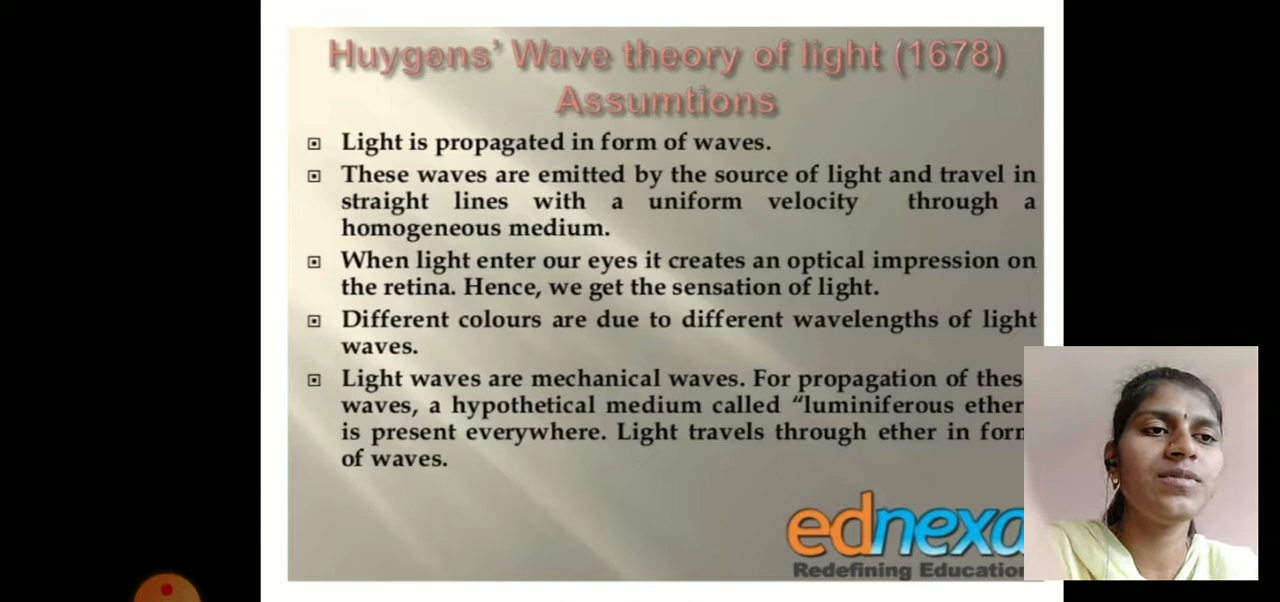 Huygens' Wave theory of light (1678)
Assumtions
Light is propagated in form of waves.
These waves are emitted by the source of light and travel in
straight lines with a uniform velocity through a
homogeneous medium.
When light enter our eyes it creates an optical impression on
the retina. Hence, we get the sensation of light.
Different colours are due to different wavelengths of light
waves.
Light waves are mechanical waves. For propagation of thes
waves, a hypothetical medium called “luminiferous ether
is present everywhere. Light travels through ether in forn
of waves.
ednexa
Redefining Education